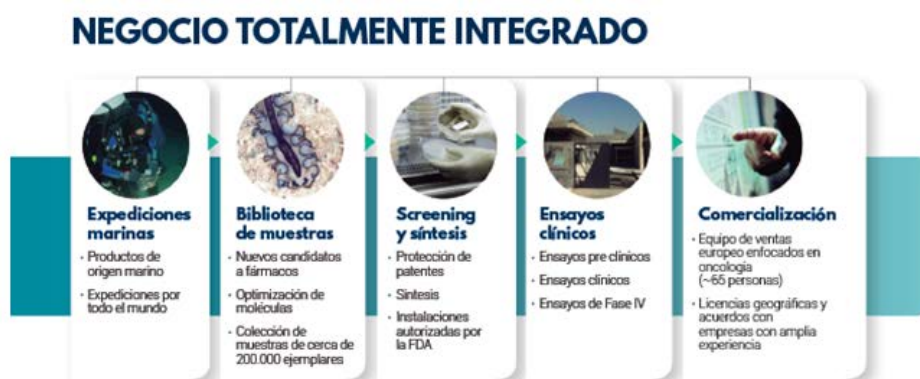 NEGOCIO TOTALMENTE INTEGRADO
Expediciones
marinas
· Productos de
origen marino
· Expediciones por
todo el mundo
Biblioteca
de muestras
· Nuevos candidatos
a fármacos
· Optimización de
moléculas
· Colección de
muestras de cerca de
200.000 ejemplares
Screening
y síntesis
· Protección de
patentes
· Síntesis
· Instalaciones
autorizadas por
la FDA
Ensayos
clínicos
· Ensayos pre clínicos
· Ensayos clínicos
· Ensayos de Fase IV
Comercialización
· Equipo de ventas
europeo enfocados en
oncología
(~65 personas)
· Licencias geográficas y
acuerdos con
empresas con amplia
experiencia